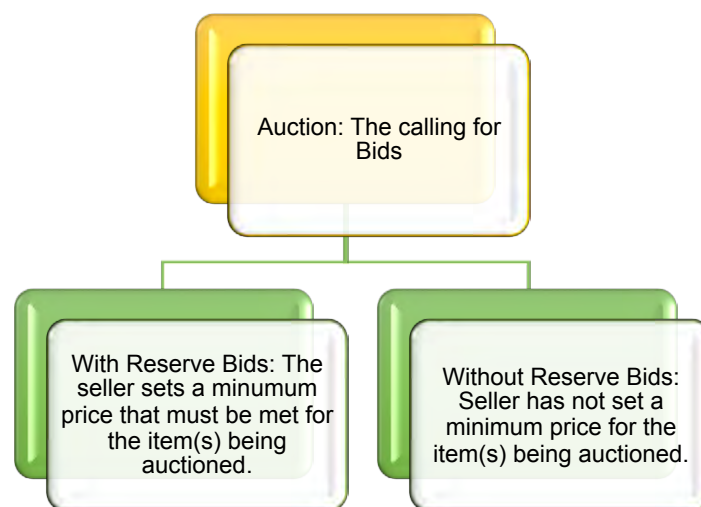 Auction: The calling for
Bids
With Reserve Bids: The
seller sets a minumum
price that must be met for
the item(s) being
auctioned.
Without Reserve Bids:
Seller has not set a
minimum price for the
item(s) being auctioned.